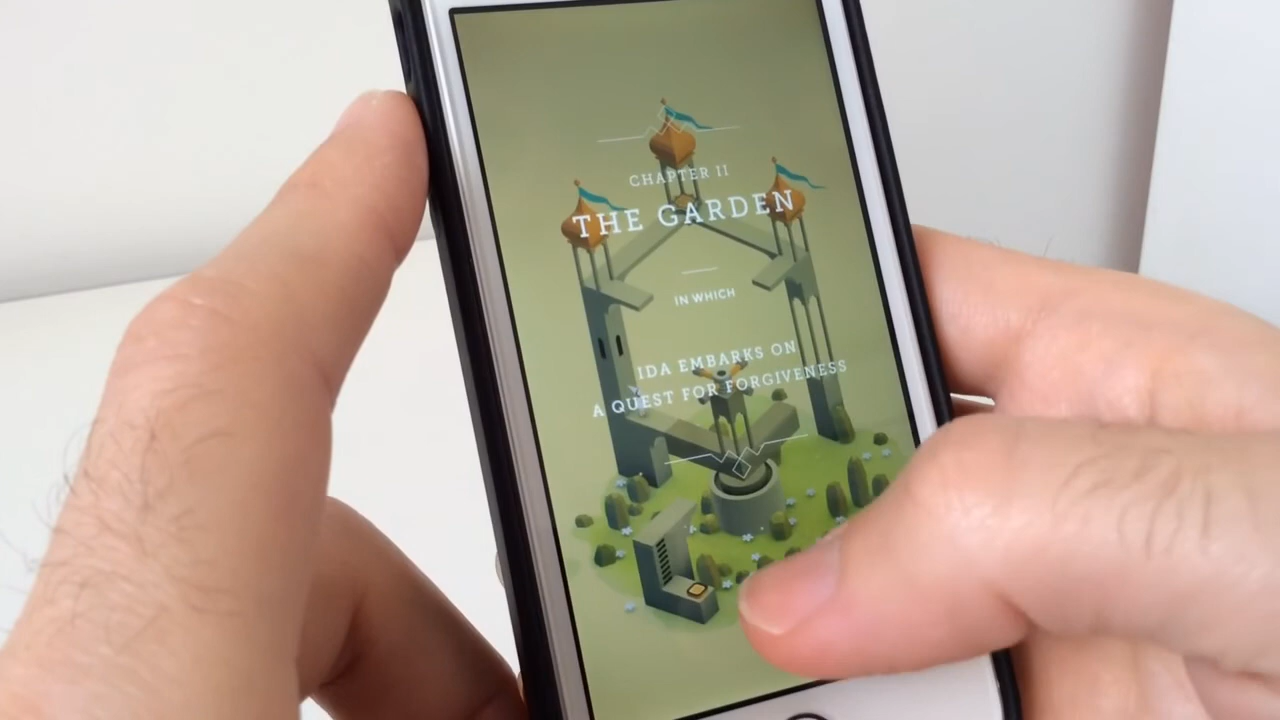 CHAPTER II
THE GARDEN
IN WHICH
IDA EMBARKS ON
A QUEST FOR FORGIVENESS